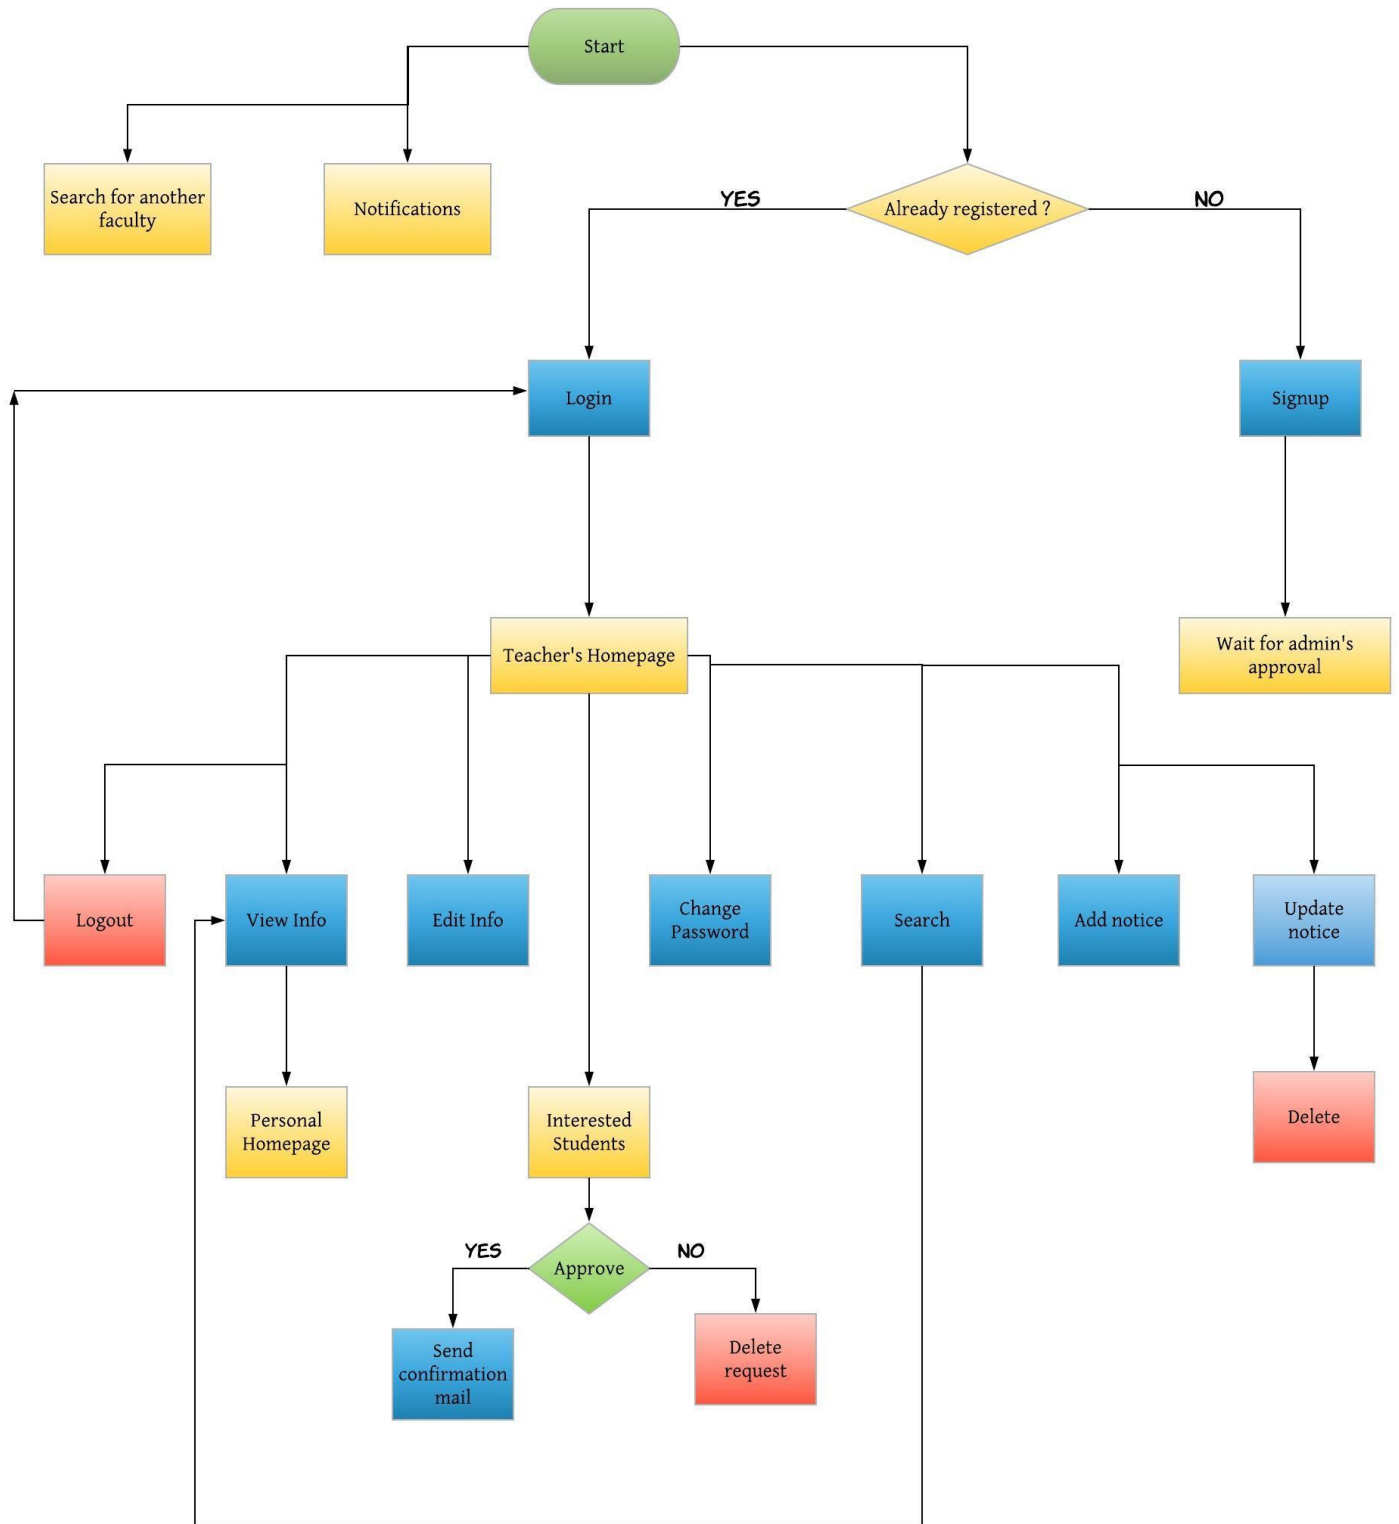 Start
Search for another
faculty
Notifications
YES
Already registered ?
NO
Login
Signup
Teacher's Homepage
Wait for admin's
approval
Logout
View Info
Edit Info
Change
Password
Search
Add notice
Update
notice
Personal
Homepage
Interested
Students
Delete
YES
Approve
NO
Send
confirmation
mail
Delete
request